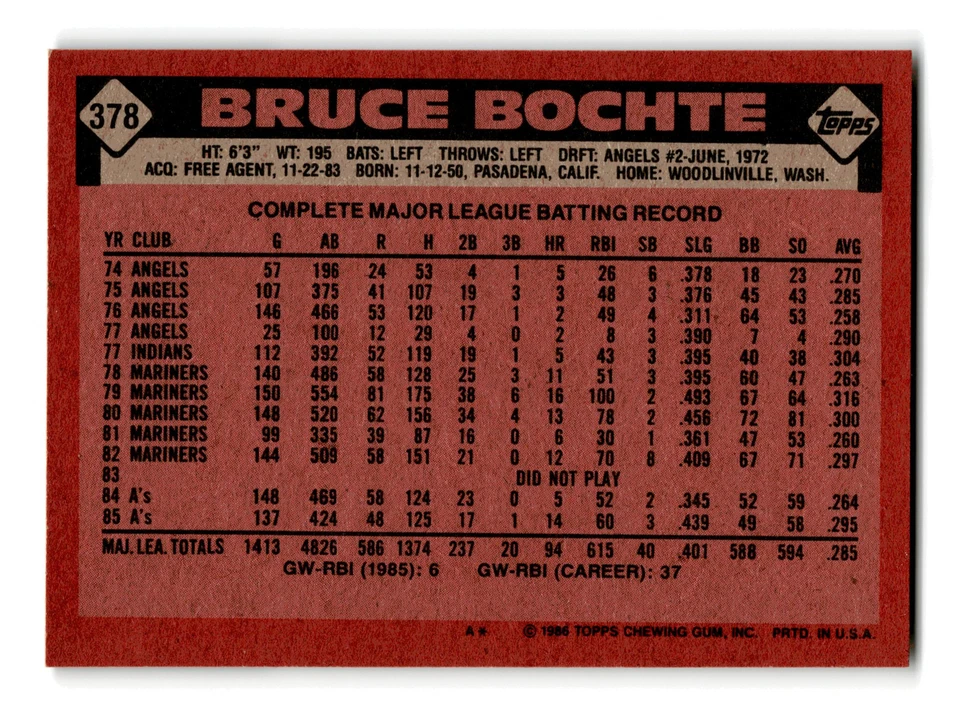 378 BRUCE BOCHTE TOPPS
HT: 6'3" WT: 195 BATS: LEFT THROWS: LEFT DRFT: ANGELS #2-JUNE, 1972
ACQ: FREE AGENT, 11-22-83 BORN: 11-12-50, PASADENA, CALIF. HOME: WOODLINVILLE, WASH.
COMPLETE MAJOR LEAGUE BATTING RECORD
YR CLUB G AB R H 2B 3B HR RBI SB SLG BB SO AVG
74 ANGELS 57 196 24 53 4 1 5 26 6 .378 18 23 .270
75 ANGELS 107 375 41 107 19 3 3 48 3 .376 45 43 .285
76 ANGELS 146 466 53 120 17 1 2 49 4 .311 64 53 .258
77 ANGELS 25 100 12 29 4 0 2 8 3 .390 7 4 .290
77 INDIANS 112 392 52 119 19 1 5 43 3 .395 40 38 .304
78 MARINERS 140 486 58 128 25 3 11 51 3 .395 60 47 .263
79 MARINERS 150 554 81 175 38 6 16 100 2 .493 67 64 .316
80 MARINERS 148 520 62 156 34 4 13 78 2 .456 72 81 .300
81 MARINERS 99 335 39 87 16 0 6 30 1 .361 47 53 .260
82 MARINERS 144 509 58 151 21 0 12 70 8 .409 67 71 .297
83 DID NOT PLAY
84 A's 148 469 58 124 23 0 5 52 2 .345 52 59 .264
85 A's 137 424 48 125 17 1 14 60 3 .439 49 58 .295
MAJ. LEA. TOTALS 1413 4826 586 1374 237 20 94 615 40 .401 588 594 .285
GW-RBI (1985): 6 GW-RBI (CAREER): 37
A* © 1986 TOPPS CHEWING GUM, INC. PRTD. IN U.S.A.